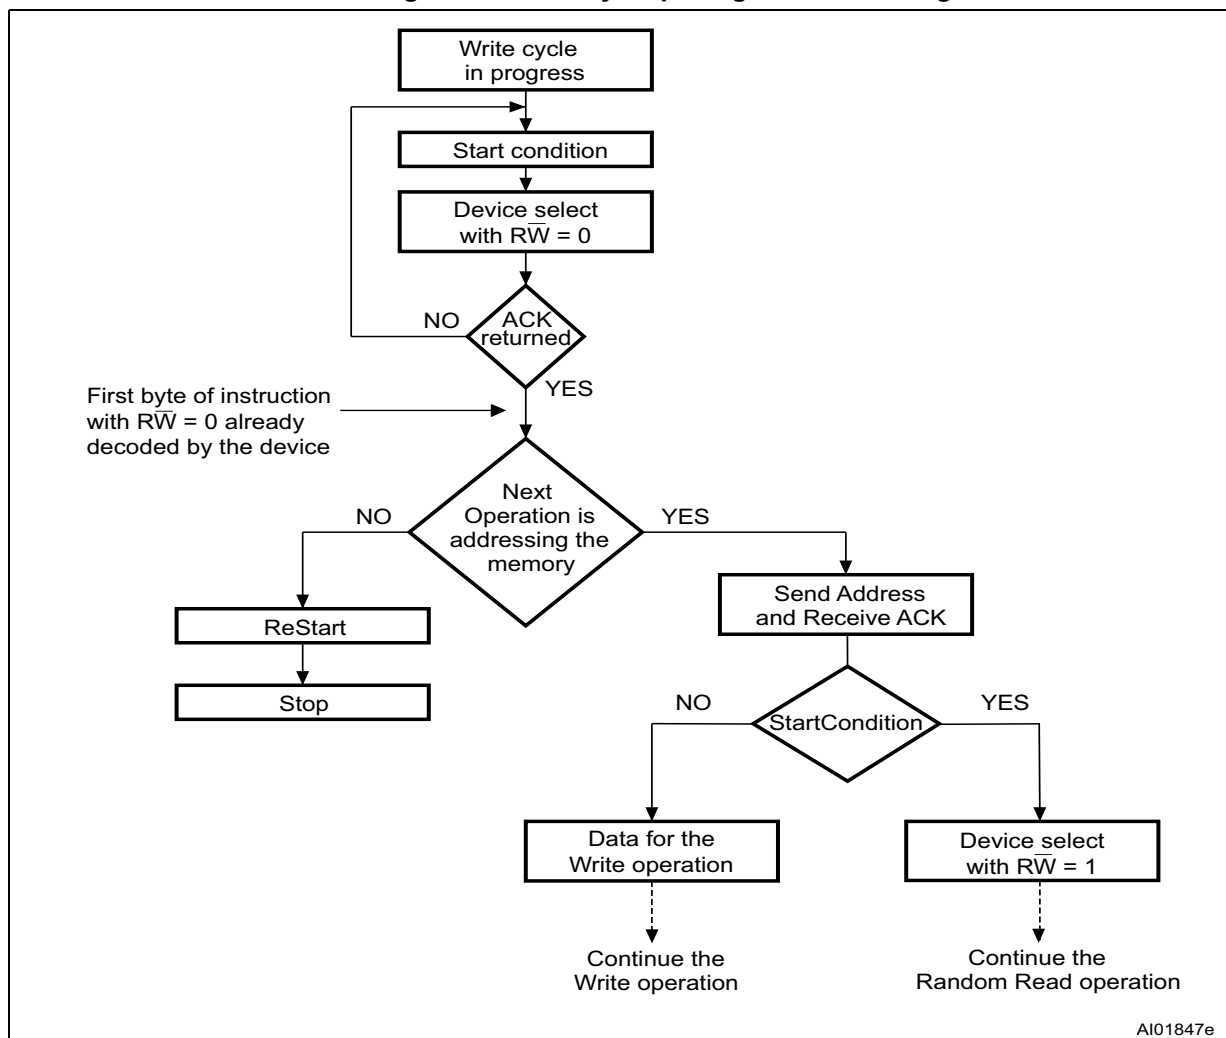 Write cycle
in progress
Start condition
Device select
with RW̅ = 0
NO
ACK
returned
YES
First byte of instruction
with RW̅ = 0 already
decoded by the device
Next
Operation is
addressing the
memory
NO
YES
Send Address
and Receive ACK
ReStart
Stop
NO
StartCondition
YES
Data for the
Write operation
Device select
with RW̅ = 1
Continue the
Write operation
Continue the
Random Read operation
AI01847e